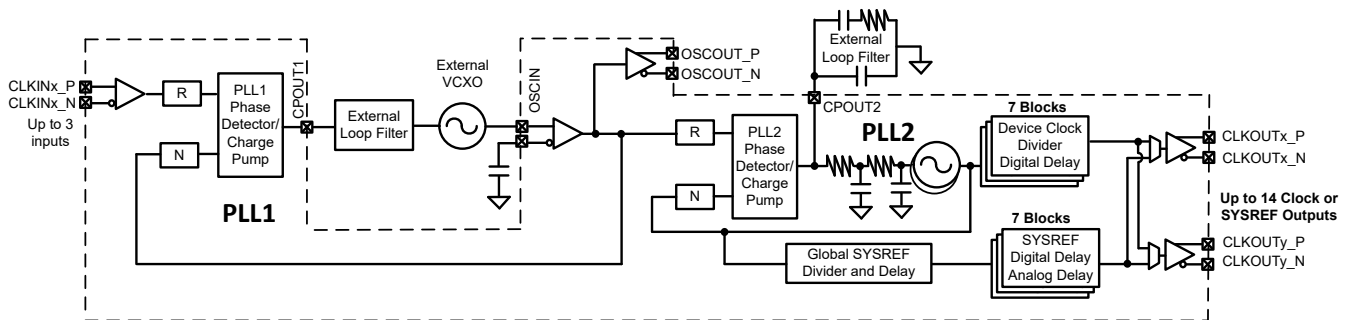 CLKINx_P
CLKINx_N
Up to 3
inputs
R
N
PLL1
Phase
Detector/
Charge
Pump
PLL1
CPOUT1
External
Loop Filter
External
VCXO
OSCIN
OSCOUT_P
OSCOUT_N
External
Loop Filter
CPOUT2
R
N
PLL2
Phase
Detector/
Charge
Pump
PLL2
7 Blocks
Device Clock
Divider
Digital Delay
Global SYSREF
Divider and Delay
7 Blocks
SYSREF
Digital Delay
Analog Delay
CLKOUTx_P
CLKOUTx_N
Up to 14 Clock or
SYSREF Outputs
CLKOUTy_P
CLKOUTy_N